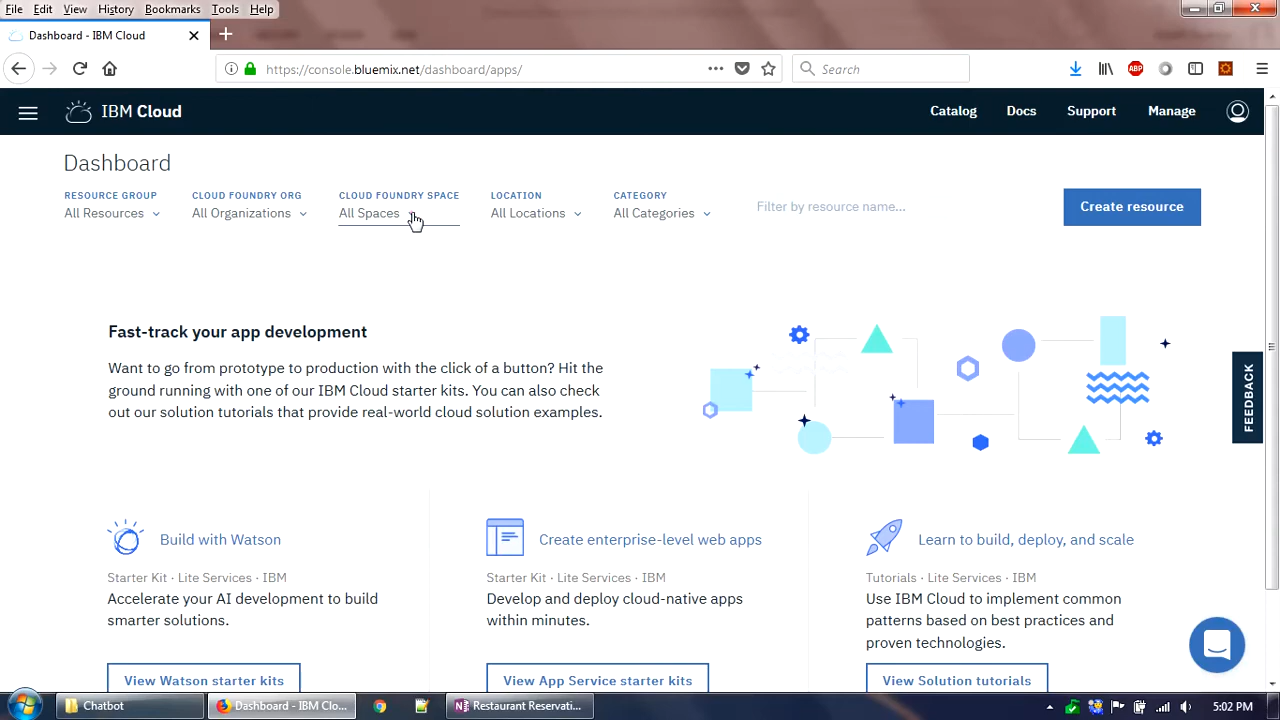 File Edit View History Bookmarks Tools Help
Dashboard - IBM Cloud
https://console.bluemix.net/dashboard/apps/
Search
ABP
IBM Cloud
Catalog Docs Support Manage
Dashboard
RESOURCE GROUP CLOUD FOUNDRY ORG CLOUD FOUNDRY SPACE LOCATION CATEGORY
All Resources All Organizations All Spaces All Locations All Categories
Filter by resource name...
Create resource
Fast-track your app development
Want to go from prototype to production with the click of a button? Hit the
ground running with one of our IBM Cloud starter kits. You can also check
out our solution tutorials that provide real-world cloud solution examples.
FEEDBACK
Build with Watson
Starter Kit · Lite Services · IBM
Accelerate your AI development to build
smarter solutions.
View Watson starter kits
Create enterprise-level web apps
Starter Kit · Lite Services · IBM
Develop and deploy cloud-native apps
within minutes.
View App Service starter kits
Learn to build, deploy, and scale
Tutorials · Lite Services · IBM
Use IBM Cloud to implement common
patterns based on best practices and
proven technologies.
View Solution tutorials
Chatbot
Dashboard - IBM Clo...
Restaurant Reservati...
5:02 PM